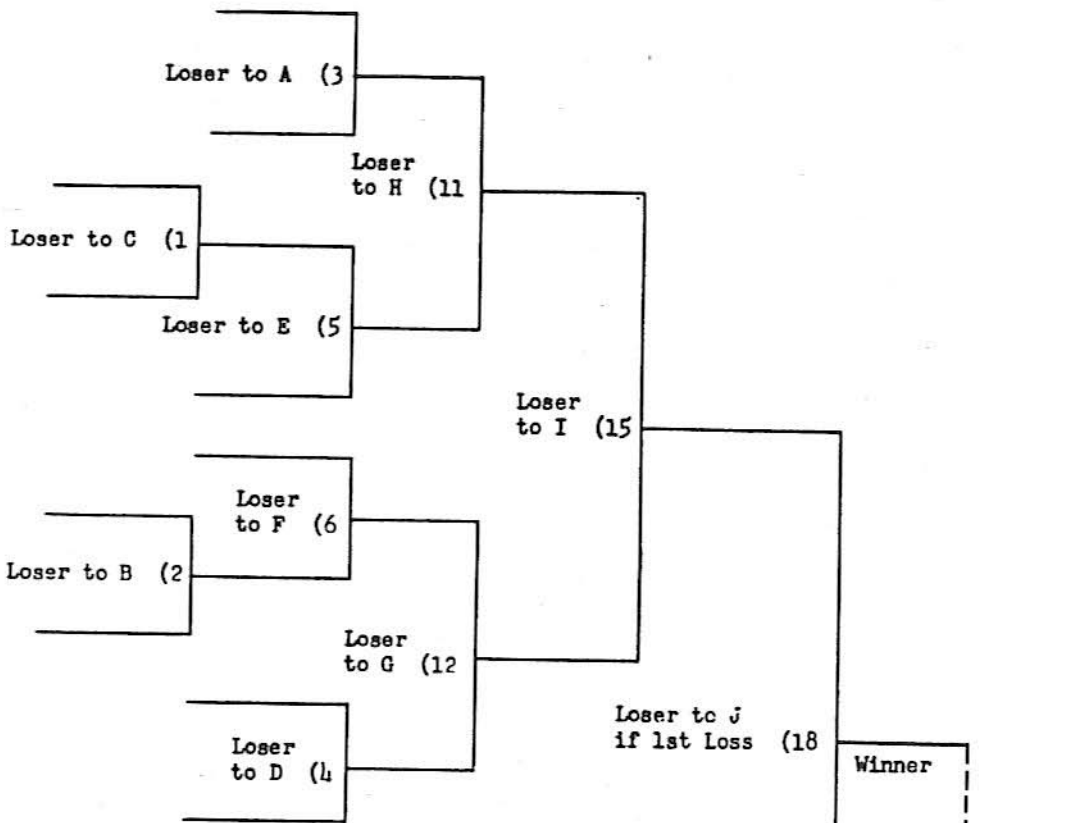 Loser to A (3
Loser
to H (11
Loser to C (1
Loser to E (5
Loser
to I (15
Loser
to F (6
Loser to B (2
Loser
to G (12
Loser to j
if 1st Loss (18
Winner
Loser
to D (4